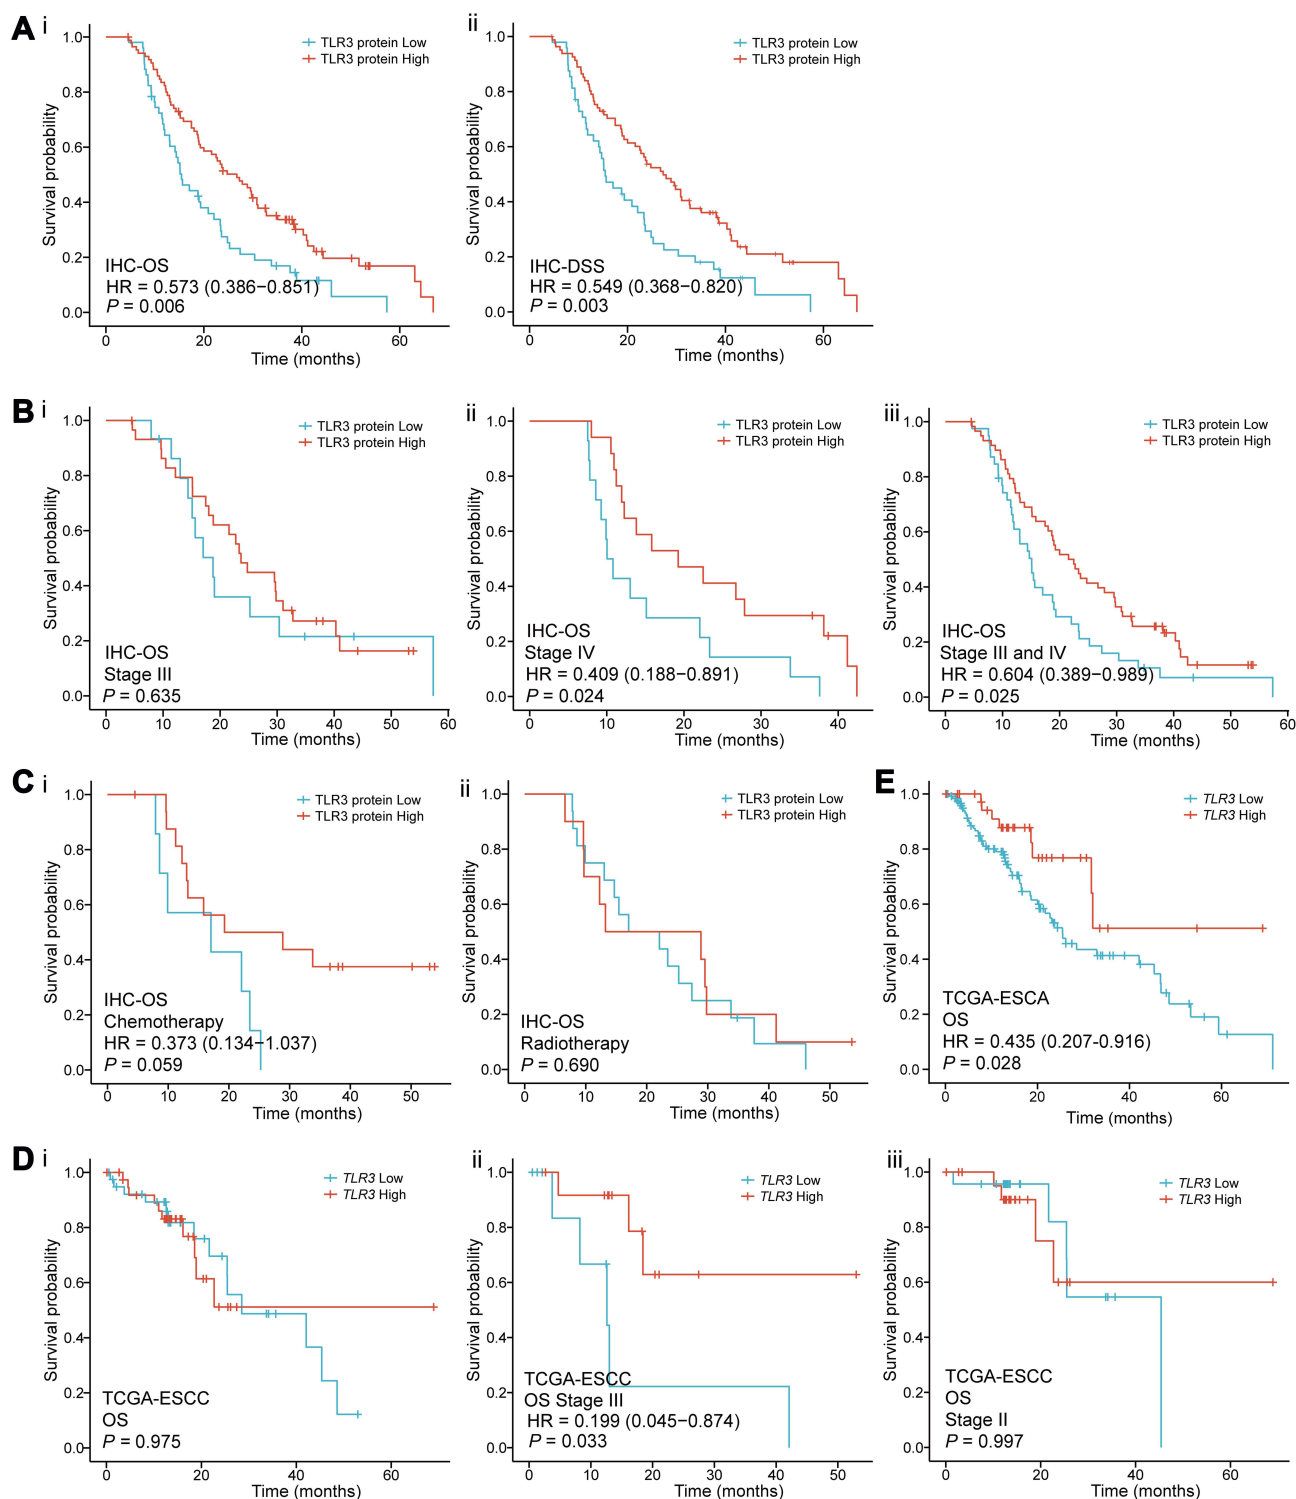 A i
1.0
0.8
0.6
0.4
0.2
0.0
Survival probability
TLR3 protein Low
TLR3 protein High
IHC-OS
HR = 0.573 (0.386−0.851)
P = 0.006
0 20 40 60
Time (months)
ii
1.0
0.8
0.6
0.4
0.2
0.0
Survival probability
TLR3 protein Low
TLR3 protein High
IHC-DSS
HR = 0.549 (0.368−0.820)
P = 0.003
0 20 40 60
Time (months)
B i
1.0
0.8
0.6
0.4
0.2
0.0
Survival probability
TLR3 protein Low
TLR3 protein High
IHC-OS
Stage III
P = 0.635
0 10 20 30 40 50 60
Time (months)
ii
1.0
0.8
0.6
0.4
0.2
0.0
Survival probability
TLR3 protein Low
TLR3 protein High
IHC-OS
Stage IV
HR = 0.409 (0.188−0.891)
P = 0.024
0 10 20 30 40
Time (months)
iii
1.0
0.8
0.6
0.4
0.2
0.0
Survival probability
TLR3 protein Low
TLR3 protein High
IHC-OS
Stage III and IV
HR = 0.604 (0.389−0.989)
P = 0.025
0 10 20 30 40 50 60
Time (months)
C i
1.0
0.8
0.6
0.4
0.2
0.0
Survival probability
TLR3 protein Low
TLR3 protein High
IHC-OS
Chemotherapy
HR = 0.373 (0.134−1.037)
P = 0.059
0 10 20 30 40 50
Time (months)
ii
1.0
0.8
0.6
0.4
0.2
0.0
Survival probability
TLR3 protein Low
TLR3 protein High
IHC-OS
Radiotherapy
P = 0.690
0 10 20 30 40 50
Time (months)
E
1.0
0.8
0.6
0.4
0.2
0.0
Survival probability
TLR3 Low
TLR3 High
TCGA-ESCA
OS
HR = 0.435 (0.207-0.916)
P = 0.028
0 20 40 60
Time (months)
D i
1.0
0.8
0.6
0.4
0.2
0.0
Survival probability
TLR3 Low
TLR3 High
TCGA-ESCC
OS
P = 0.975
0 20 40 60
Time (months)
ii
1.0
0.8
0.6
0.4
0.2
0.0
Survival probability
TLR3 Low
TLR3 High
TCGA-ESCC
OS Stage III
HR = 0.199 (0.045−0.874)
P = 0.033
0 10 20 30 40 50
Time (months)
iii
1.0
0.8
0.6
0.4
0.2
0.0
Survival probability
TLR3 Low
TLR3 High
TCGA-ESCC
OS
Stage II
P = 0.997
0 20 40 60
Time (months)